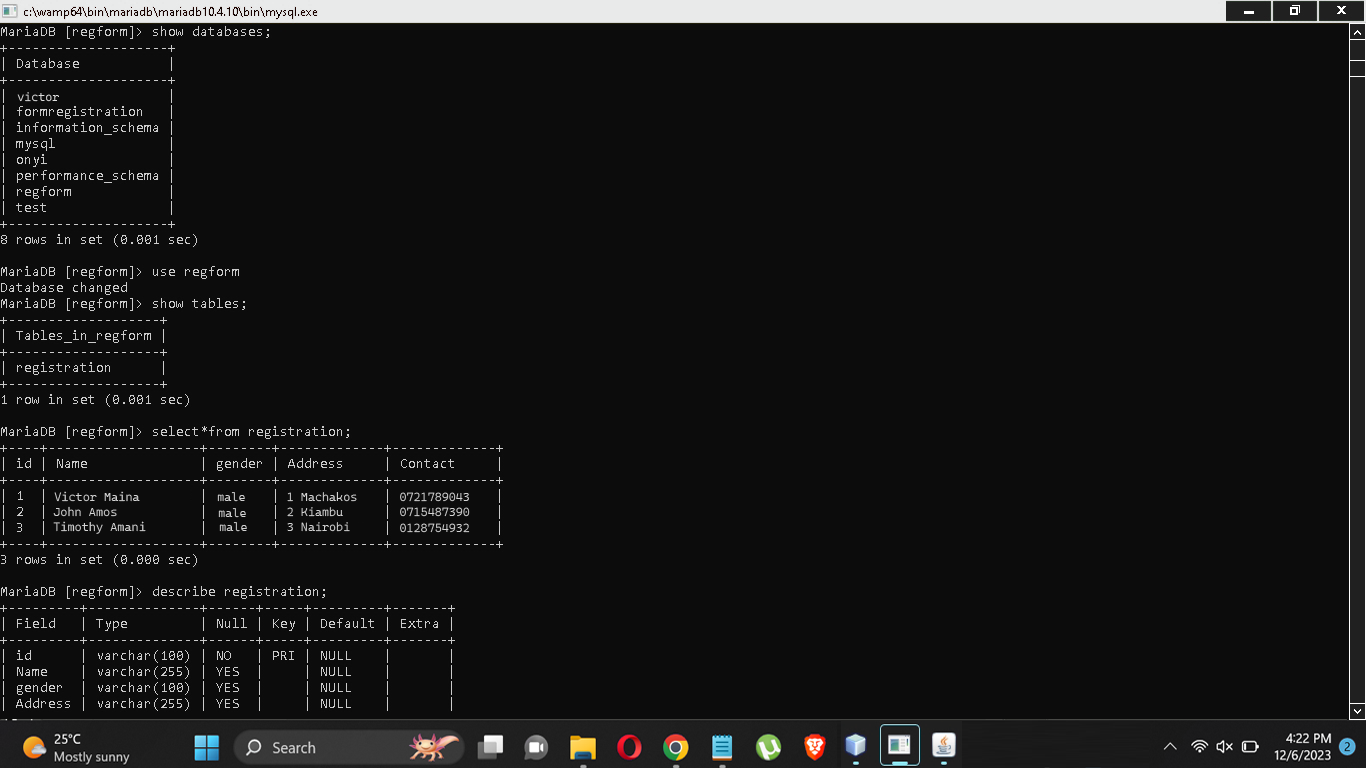 c:\wamp64\bin\mariadb\mariadb10.4.10\bin\mysql.exe
MariaDB [regform]> show databases;
+--------------------+
| Database           |
+--------------------+
| victor             |
| formregistration   |
| information_schema |
| mysql              |
| onyi               |
| performance_schema |
| regform            |
| test               |
+--------------------+
8 rows in set (0.001 sec)
MariaDB [regform]> use regform
Database changed
MariaDB [regform]> show tables;
+-------------------+
| Tables_in_regform |
+-------------------+
| registration      |
+-------------------+
1 row in set (0.001 sec)
MariaDB [regform]> select*from registration;
+----+-------------------+--------+-------------+-------------+
| id | Name              | gender | Address     | Contact     |
+----+-------------------+--------+-------------+-------------+
| 1  | Victor Maina      | male   | 1 Machakos  | 0721789043  |
| 2  | John Amos         | male   | 2 Kiambu    | 0715487390  |
| 3  | Timothy Amani     | male   | 3 Nairobi   | 0128754932  |
+----+-------------------+--------+-------------+-------------+
3 rows in set (0.000 sec)
MariaDB [regform]> describe registration;
+---------+--------------+------+-----+---------+-------+
| Field   | Type         | Null | Key | Default | Extra |
+---------+--------------+------+-----+---------+-------+
| id      | varchar(100) | NO   | PRI | NULL    |       |
| Name    | varchar(255) | YES  |     | NULL    |       |
| gender  | varchar(100) | YES  |     | NULL    |       |
| Address | varchar(255) | YES  |     | NULL    |       |
25°C
Mostly sunny
Search
4:22 PM
12/6/2023
2